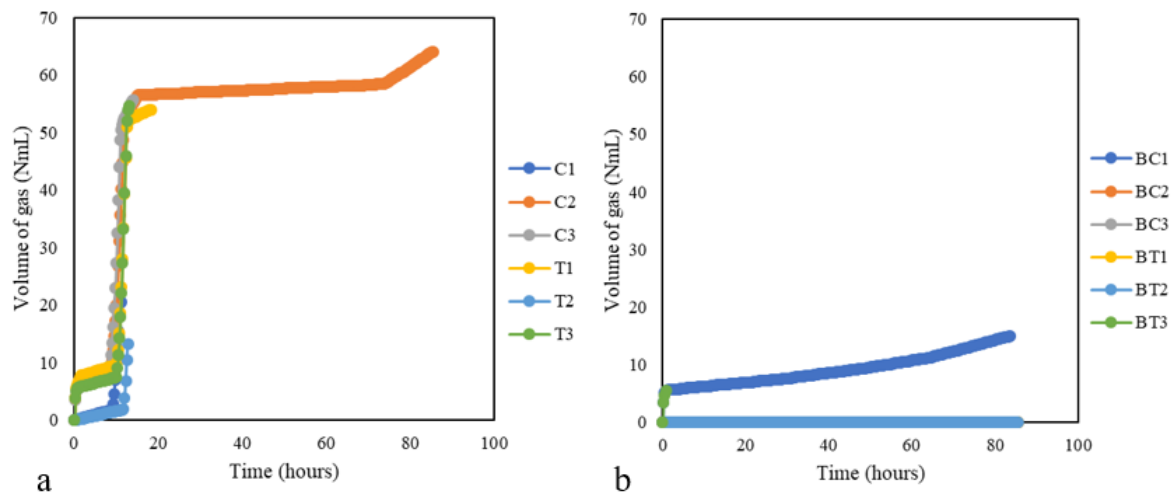 70
60
50
40
30
20
10
0
0 20 40 60 80 100
Volume of gas (NmL)
Time (hours)
C1
C2
C3
T1
T2
T3
a
70
60
50
40
30
20
10
0
0 20 40 60 80 100
Volume of gas (NmL)
Time (hours)
BC1
BC2
BC3
BT1
BT2
BT3
b